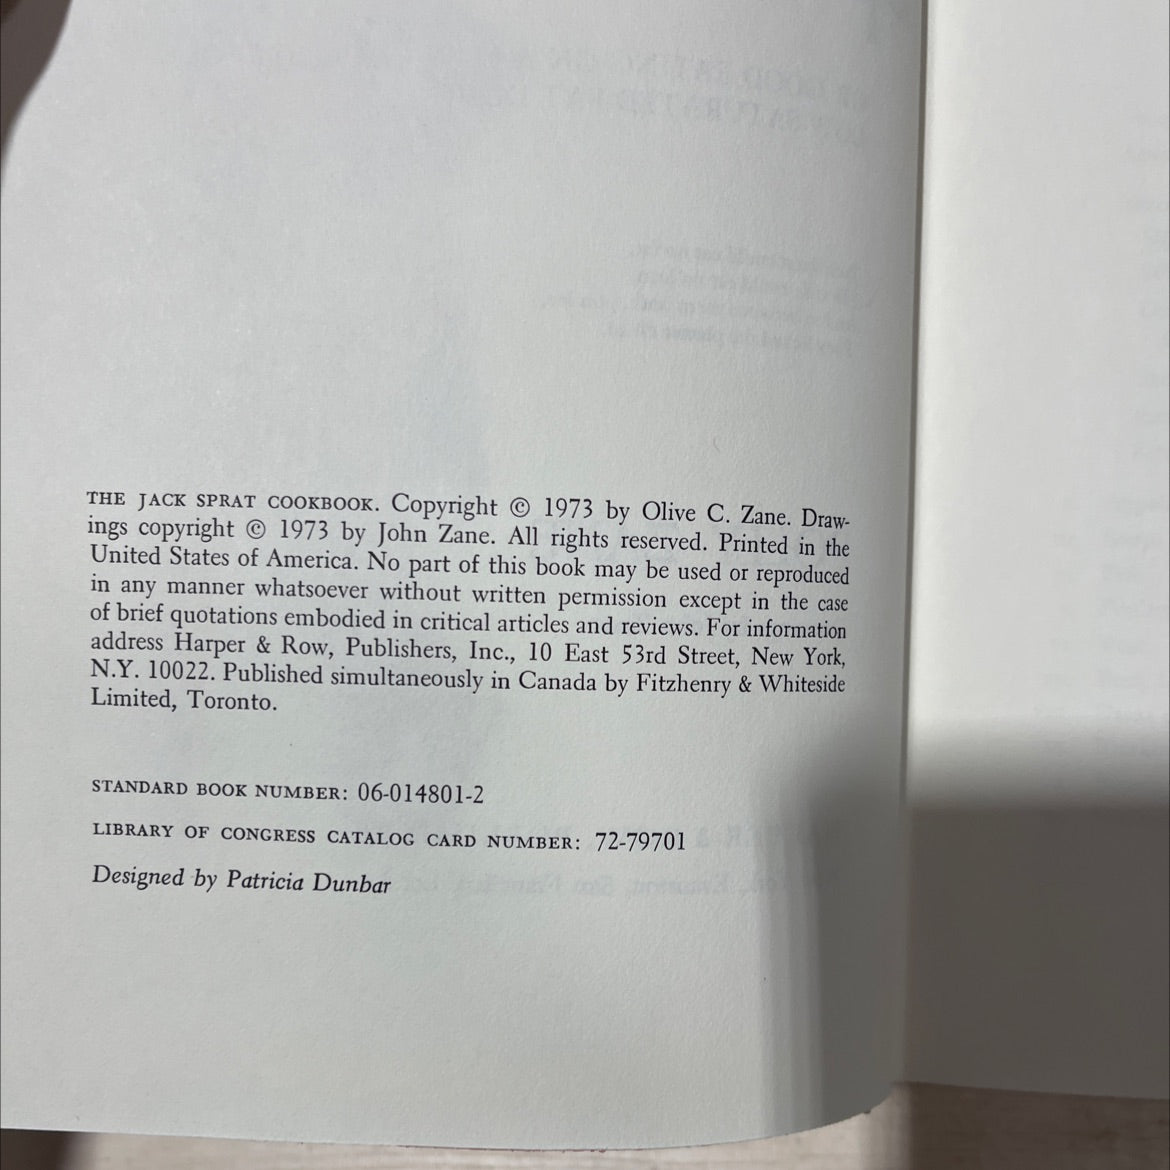 THE JACK SPRAT COOKBOOK. Copyright © 1973 by Olive C. Zane. Draw-
ings copyright © 1973 by John Zane. All rights reserved. Printed in the
United States of America. No part of this book may be used or reproduced
in any manner whatsoever without written permission except in the case
of brief quotations embodied in critical articles and reviews. For information
address Harper & Row, Publishers, Inc., 10 East 53rd Street, New York,
N.Y. 10022. Published simultaneously in Canada by Fitzhenry & Whiteside
Limited, Toronto.
STANDARD BOOK NUMBER: 06-014801-2
LIBRARY OF CONGRESS CATALOG CARD NUMBER: 72-79701
Designed by Patricia Dunbar